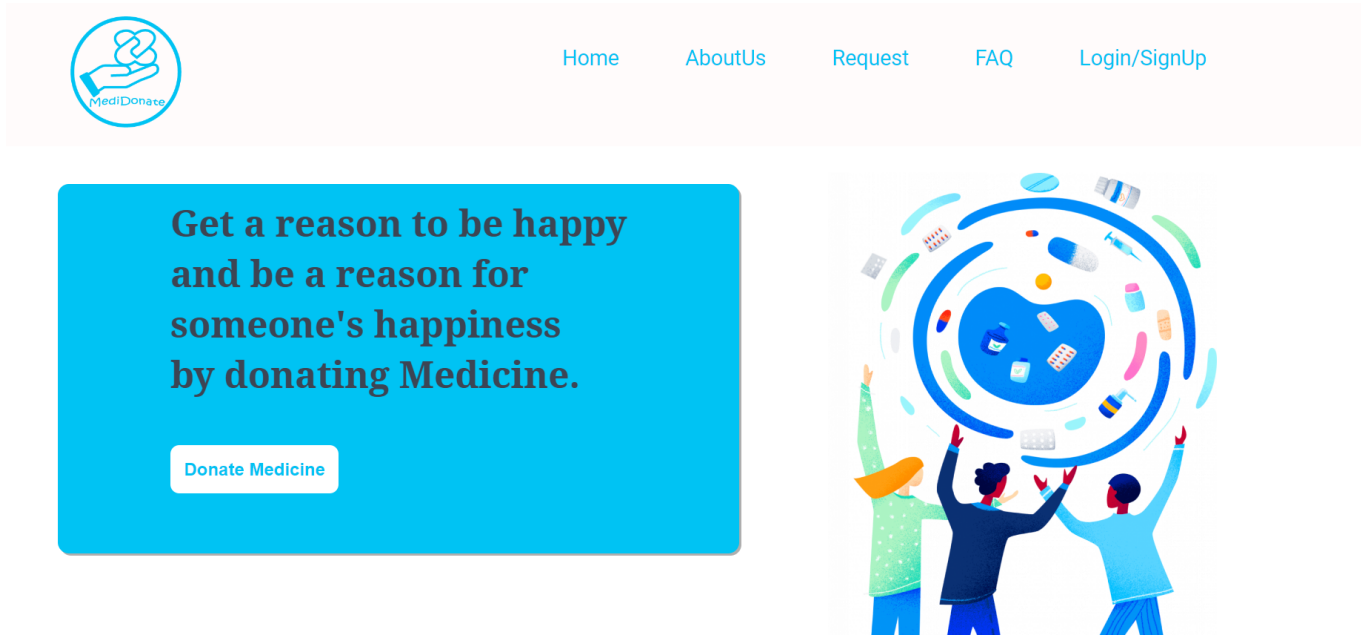 MediDonate
Home AboutUs Request FAQ Login/SignUp
Get a reason to be happy
and be a reason for
someone's happiness
by donating Medicine.
Donate Medicine